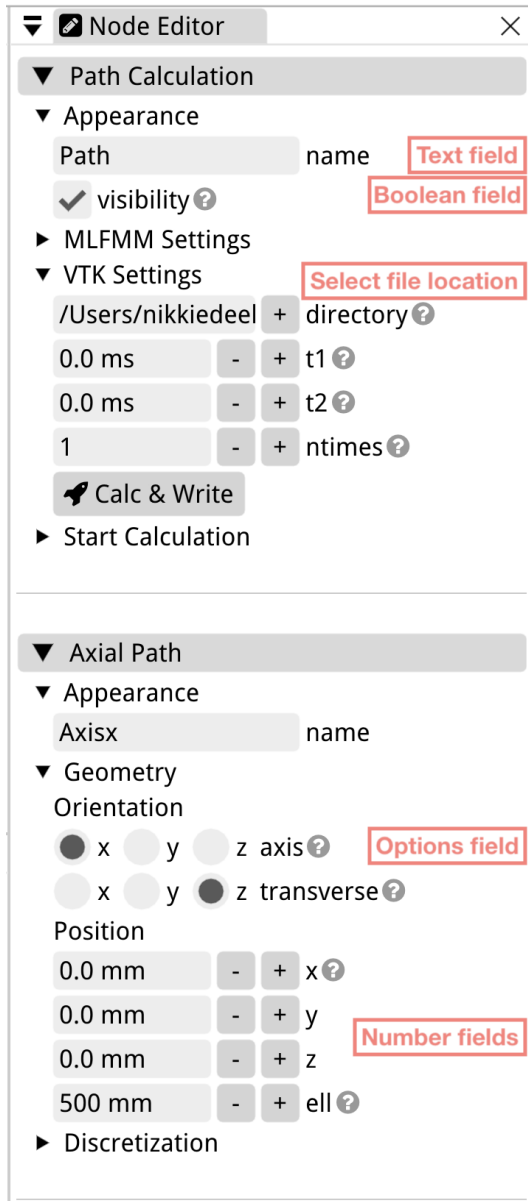 Node Editor
Path Calculation
Appearance
Path name Text field
visibility ? Boolean field
MLFMM Settings
VTK Settings Select file location
/Users/nikkiedeel + directory ?
0.0 ms - + t1 ?
0.0 ms - + t2 ?
1 - + ntimes ?
Calc & Write
Start Calculation
Axial Path
Appearance
Axisx name
Geometry
Orientation
x y z axis ? Options field
x y z transverse ?
Position
0.0 mm - + x ?
0.0 mm - + y
Number fields
0.0 mm - + z
500 mm - + ell ?
Discretization